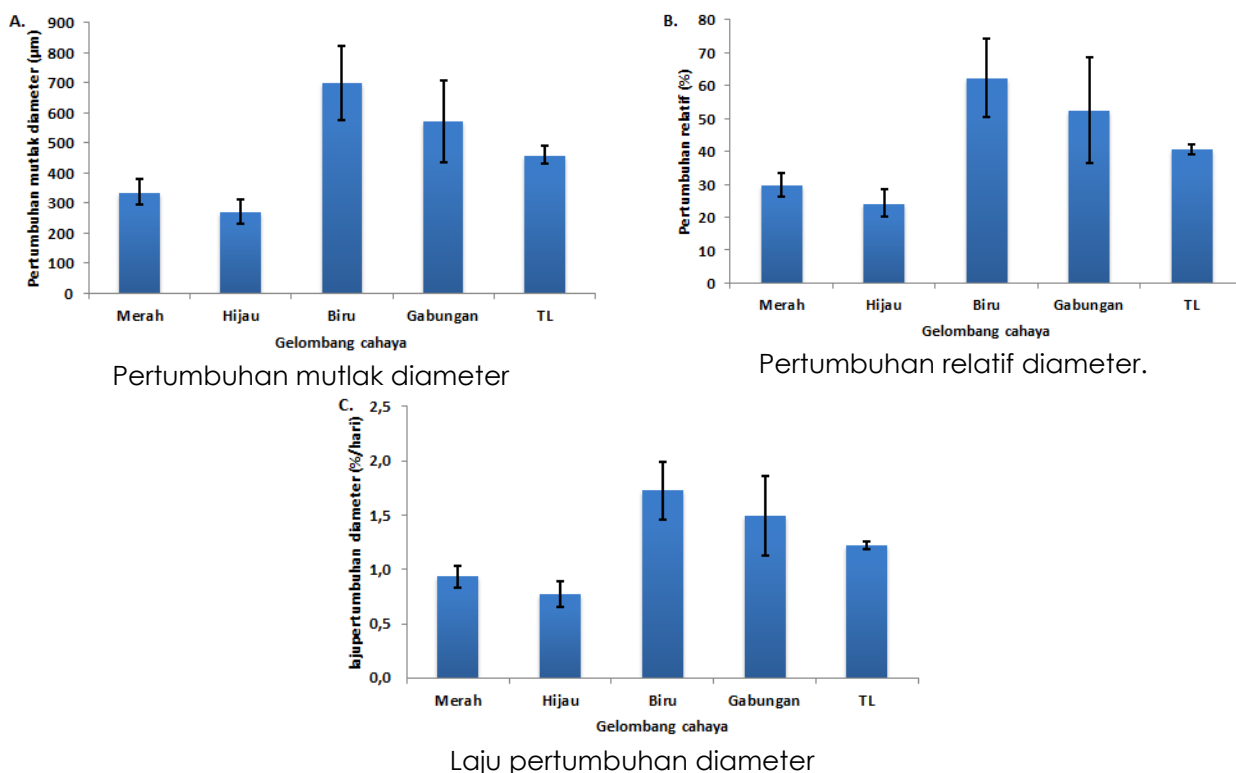 A.
Pertumbuhan mutlak diameter (µm)
900
800
700
600
500
400
300
200
100
0
Merah Hijau Biru Gabungan TL
Gelombang cahaya
Pertumbuhan mutlak diameter
B.
Pertumbuhan relatif (%)
80
70
60
50
40
30
20
10
0
Merah Hijau Biru Gabungan TL
Gelombang cahaya
Pertumbuhan relatif diameter.
C.
lajupertumbuhan diameter (%/hari)
2,5
2,0
1,5
1,0
0,5
0,0
Merah Hijau Biru Gabungan TL
Gelombang cahaya
Laju pertumbuhan diameter